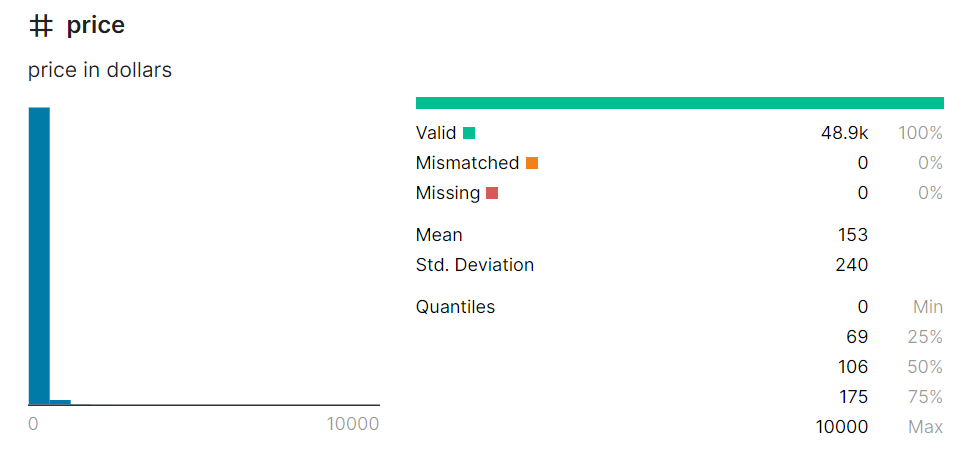 # price
price in dollars
0 10000
Valid 48.9k 100%
Mismatched 0 0%
Missing 0 0%
Mean 153
Std. Deviation 240
Quantiles 0 Min
69 25%
106 50%
175 75%
10000 Max